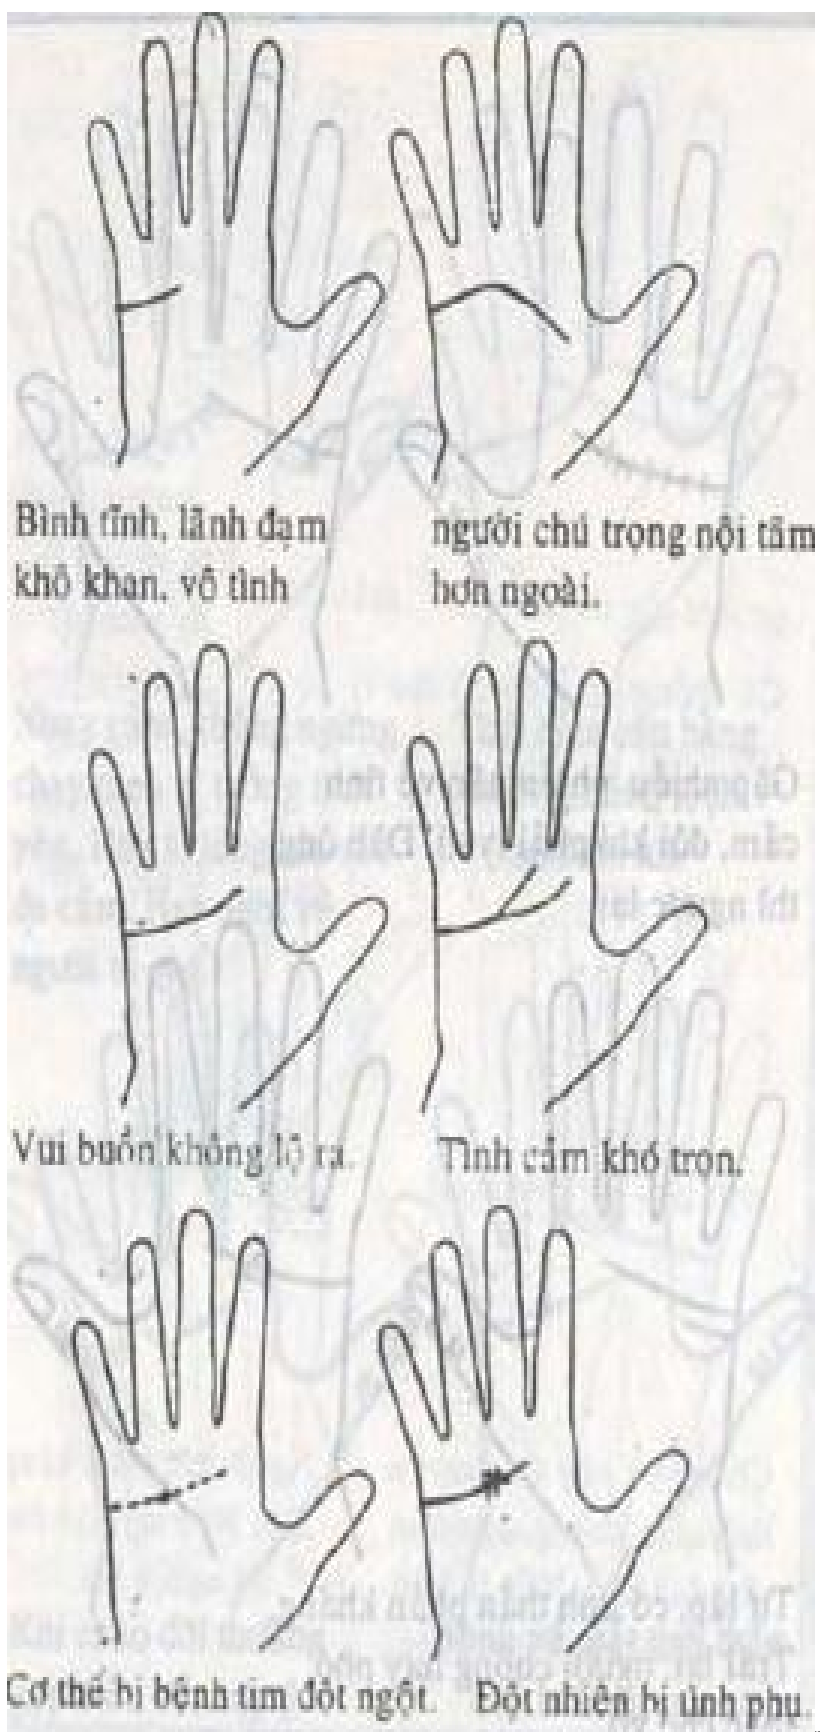 Bình tĩnh, lãnh đạm
khô khan, vô tình
người chú trọng nội tâm
hơn ngoài.
Vui buồn không lộ ra.
Tình cảm khó trọn.
Cơ thể bị bệnh tim đột ngột.
Đột nhiên bị tình phụ.